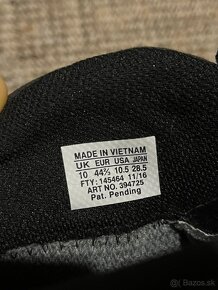 MADE IN VIETNAM
UK EUR USA JAPAN
10 44⅔ 10.5 28.5
FTY: 145464 11/16
ART NO. 394725
Pat. Pending
bazos.sk